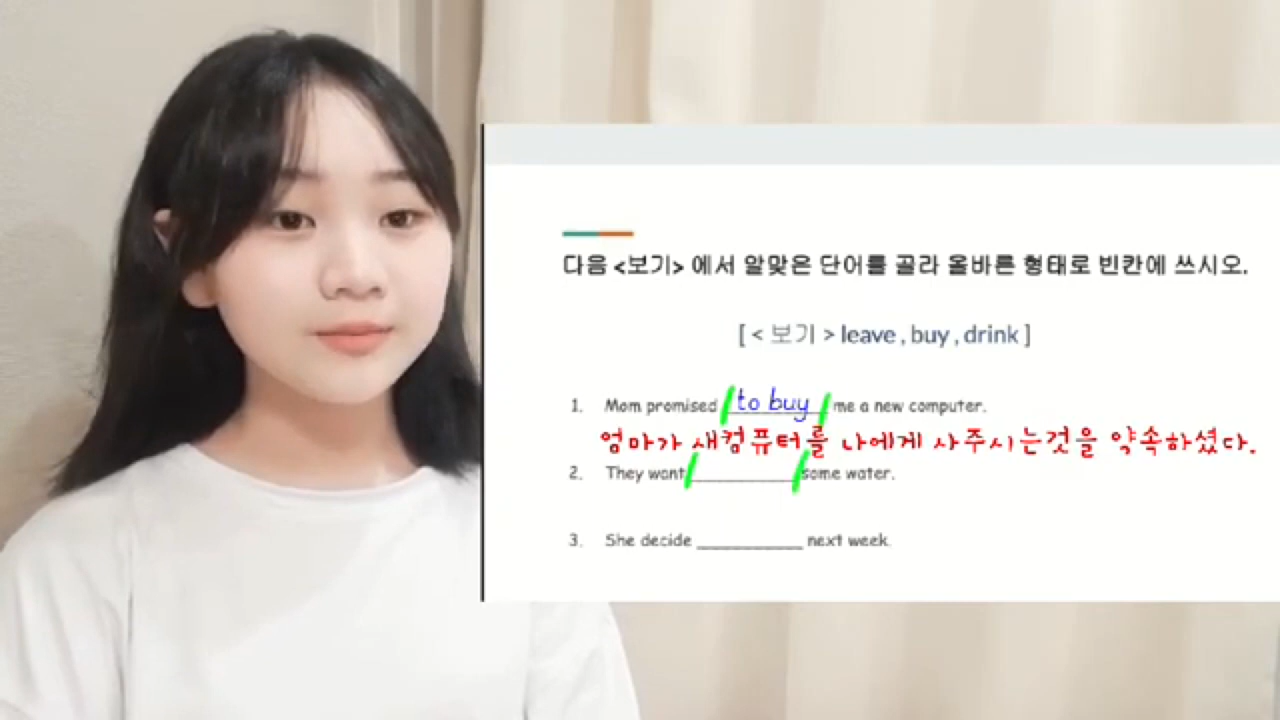 다음 <보기> 에서 알맞은 단어를 골라 올바른 형태로 빈칸에 쓰시오.
[ < 보기 > leave , buy , drink ]
1. Mom promised to buy me a new computer.
엄마가 새컴퓨터를 나에게 사주시는것을 약속하셨다.
2. They want __________ some water.
3. She decide __________ next week.